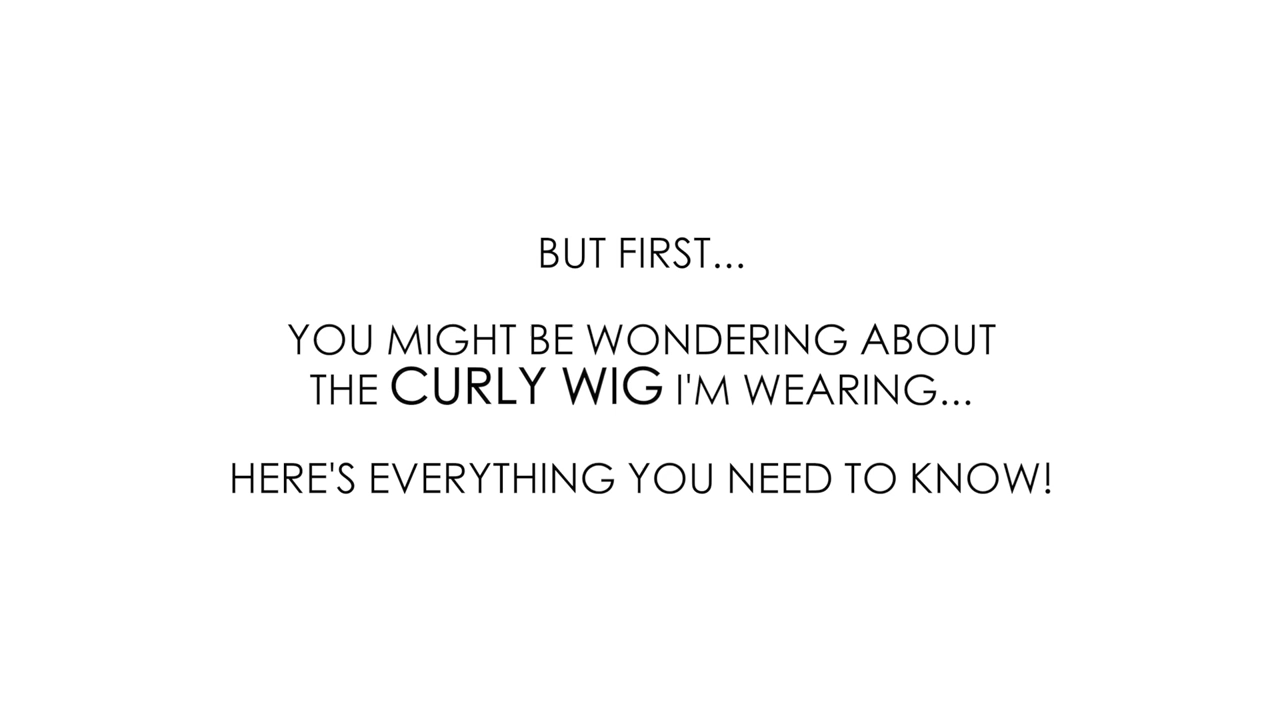 BUT FIRST...
YOU MIGHT BE WONDERING ABOUT
THE CURLY WIG I'M WEARING...
HERE'S EVERYTHING YOU NEED TO KNOW!